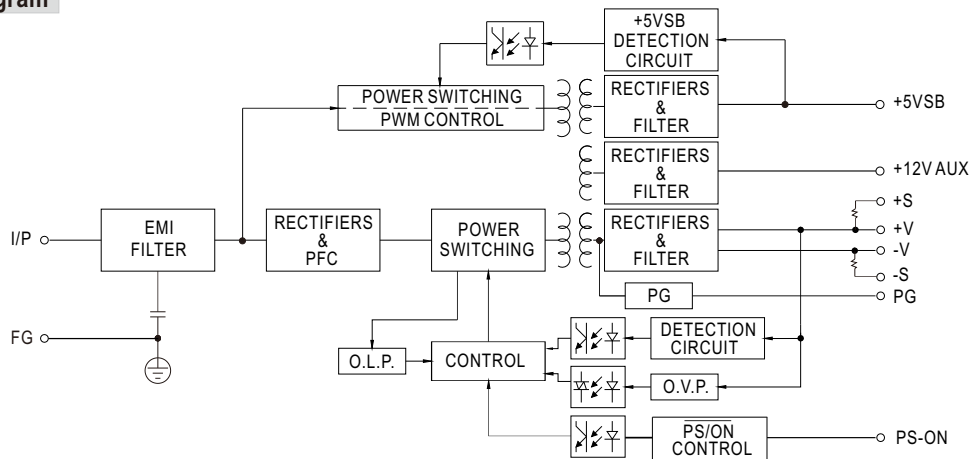 gram
+5VSB
DETECTION
CIRCUIT
POWER SWITCHING
PWM CONTROL
RECTIFIERS
&
FILTER
+5VSB
RECTIFIERS
&
FILTER
+12V AUX
I/P
EMI
FILTER
RECTIFIERS
&
PFC
POWER
SWITCHING
RECTIFIERS
&
FILTER
+S
+V
-V
-S
PG
PG
FG
O.L.P.
CONTROL
DETECTION
CIRCUIT
O.V.P.
PS/ON
CONTROL
PS-ON